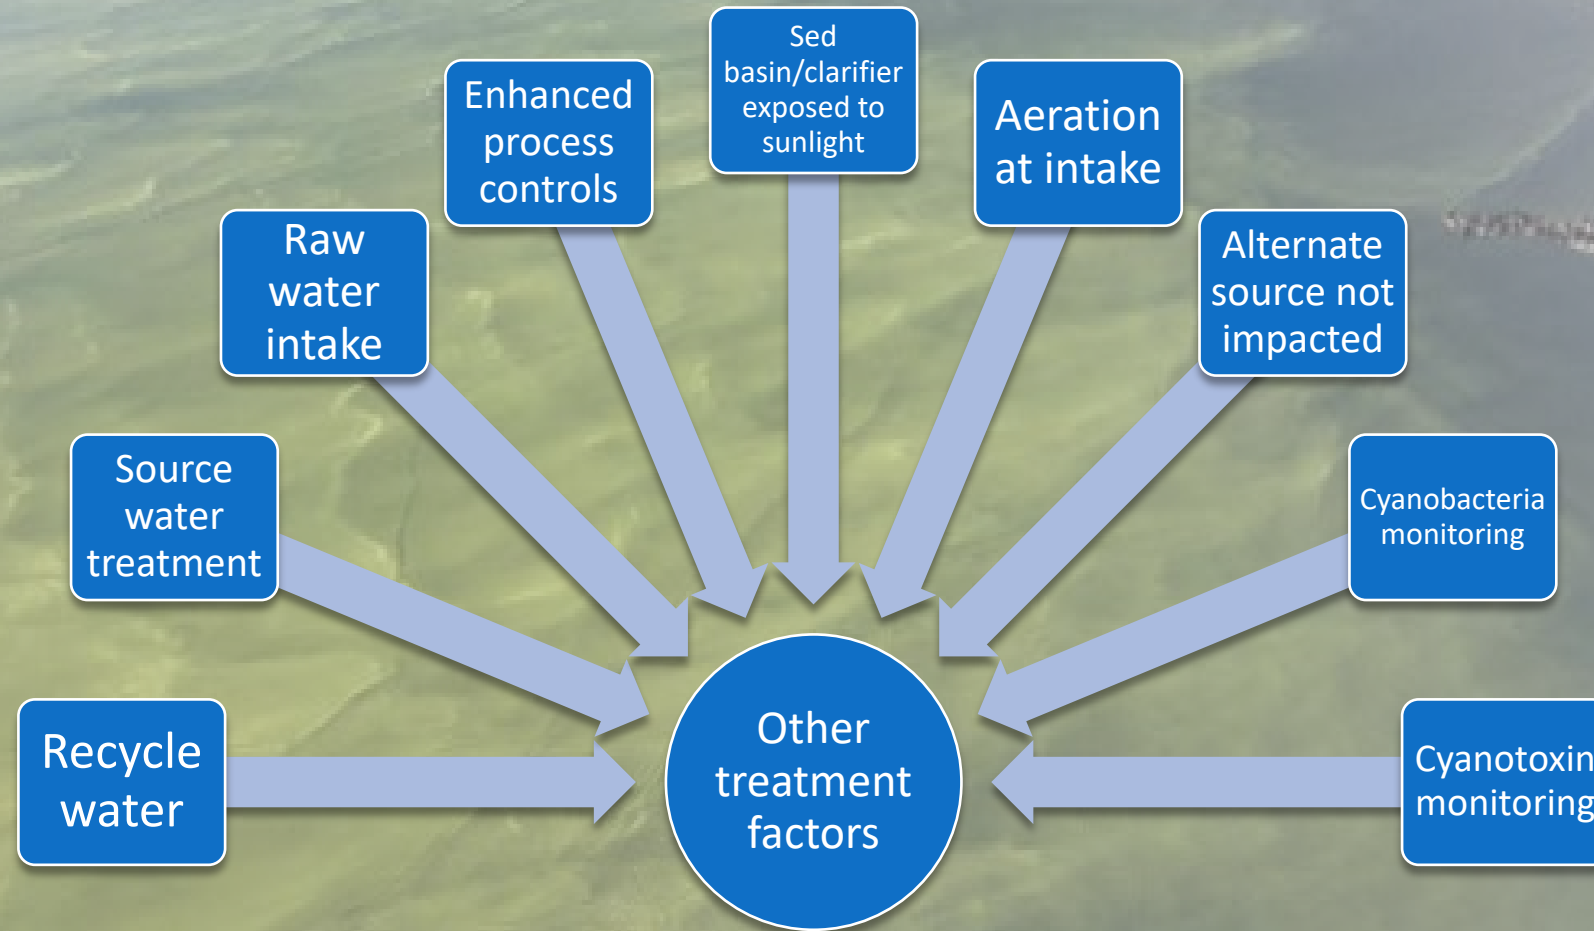 Sed
basin/clarifier
exposed to
sunlight
Enhanced
process
controls
Aeration
at intake
Raw
water
intake
Alternate
source not
impacted
Source
water
treatment
Cyanobacteria
monitoring
Recycle
water
Other
treatment
factors
Cyanotoxin
monitoring